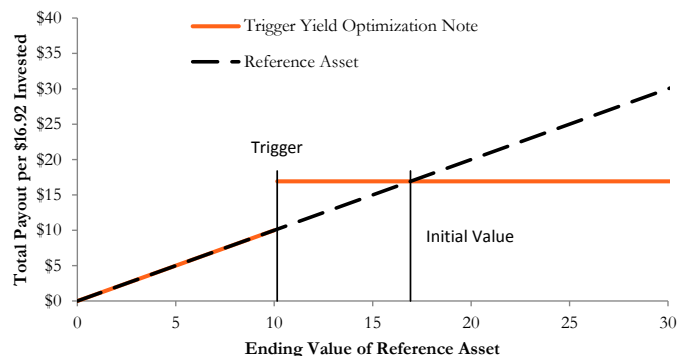 Total Payout per $16.92 Invested
$40
$35
$30
$25
$20
$15
$10
$5
$0
Trigger Yield Optimization Note
Reference Asset
Trigger
Initial Value
0
5
10
15
20
25
30
Ending Value of Reference Asset